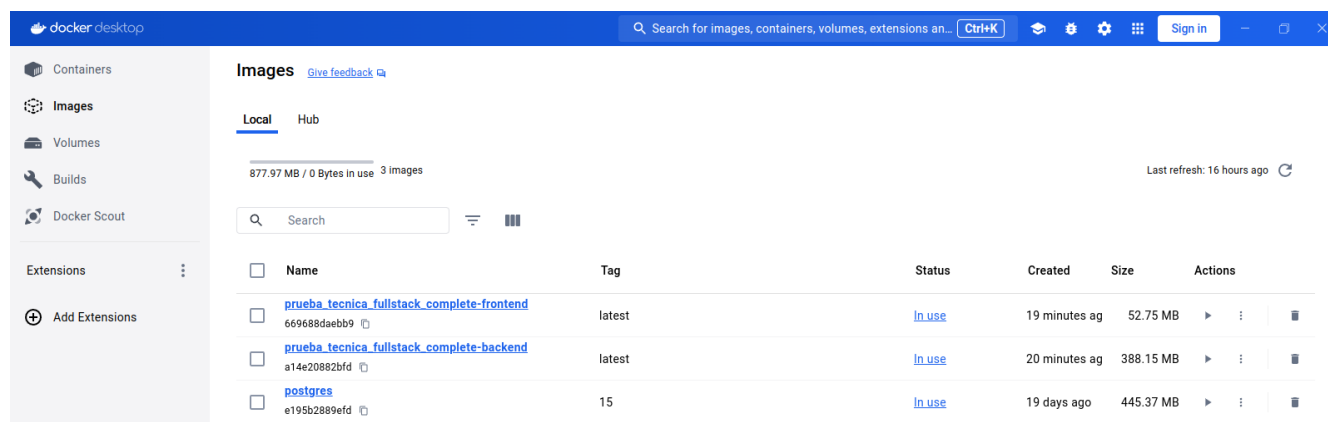 docker desktop Search for images, containers, volumes, extensions an... Ctrl+K Sign in
Containers
Images
Volumes
Builds
Docker Scout
Extensions
Add Extensions
Images Give feedback
Local Hub
877.97 MB / 0 Bytes in use 3 images Last refresh: 16 hours ago
Search
Name Tag Status Created Size Actions
prueba_tecnica_fullstack_complete-frontend
669688daebb9
latest In use 19 minutes ag 52.75 MB
prueba_tecnica_fullstack_complete-backend
a14e20882bfd
latest In use 20 minutes ag 388.15 MB
postgres
e195b2889efd
15 In use 19 days ago 445.37 MB